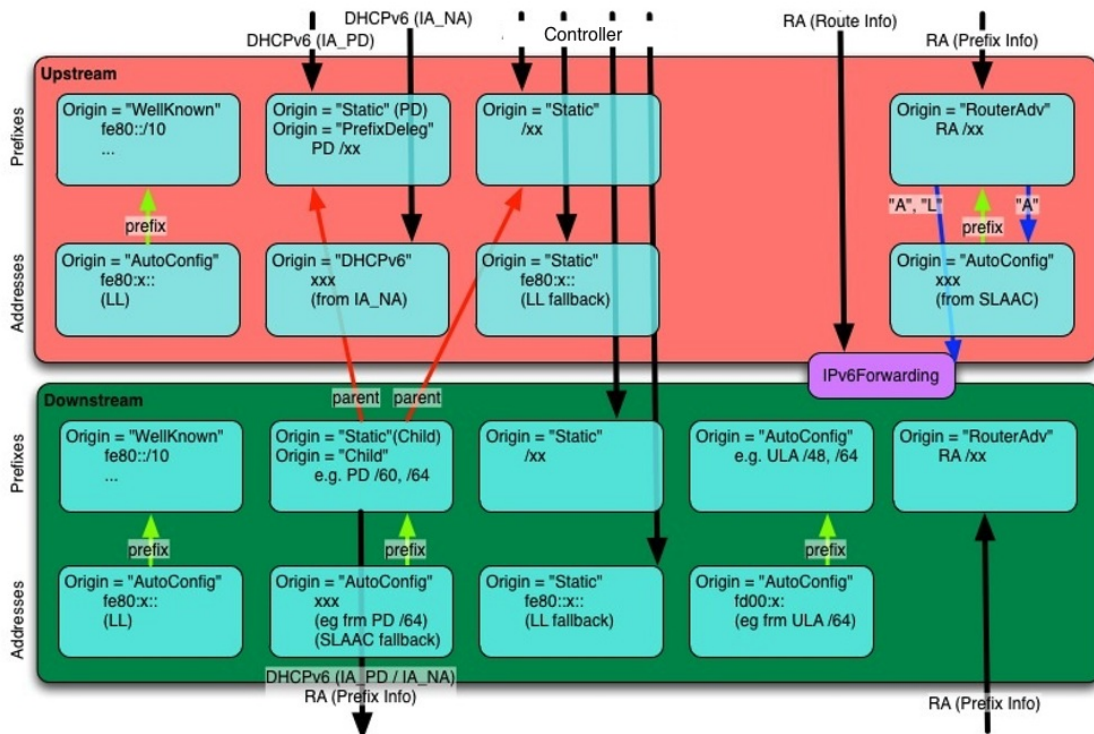 DHCPv6 (IA_NA)
DHCPv6 (IA_PD)
Controller
RA (Route Info)
RA (Prefix Info)
Upstream
Prefixes
Origin = "WellKnown"
fe80::/10
...
Origin = "Static" (PD)
Origin = "PrefixDeleg"
PD /xx
Origin = "Static"
/xx
Origin = "RouterAdv"
RA /xx
prefix
"A", "L"
prefix
"A"
Addresses
Origin = "AutoConfig"
fe80:x::
(LL)
Origin = "DHCPv6"
xxx
(from IA_NA)
Origin = "Static"
fe80:x::
(LL fallback)
Origin = "AutoConfig"
xxx
(from SLAAC)
IPv6Forwarding
parent
parent
Downstream
Prefixes
Origin = "WellKnown"
fe80::/10
...
Origin = "Static"(Child)
Origin = "Child"
e.g. PD /60, /64
Origin = "Static"
/xx
Origin = "AutoConfig"
e.g. ULA /48, /64
Origin = "RouterAdv"
RA /xx
prefix
prefix
prefix
Addresses
Origin = "AutoConfig"
fe80:x::
(LL)
Origin = "AutoConfig"
xxx
(eg frm PD /64)
(SLAAC fallback)
Origin = "Static"
fe80::x::
(LL fallback)
Origin = "AutoConfig"
fd00:x:
(eg frm ULA /64)
DHCPv6 (IA_PD / IA_NA)
RA (Prefix Info)
RA (Prefix Info)